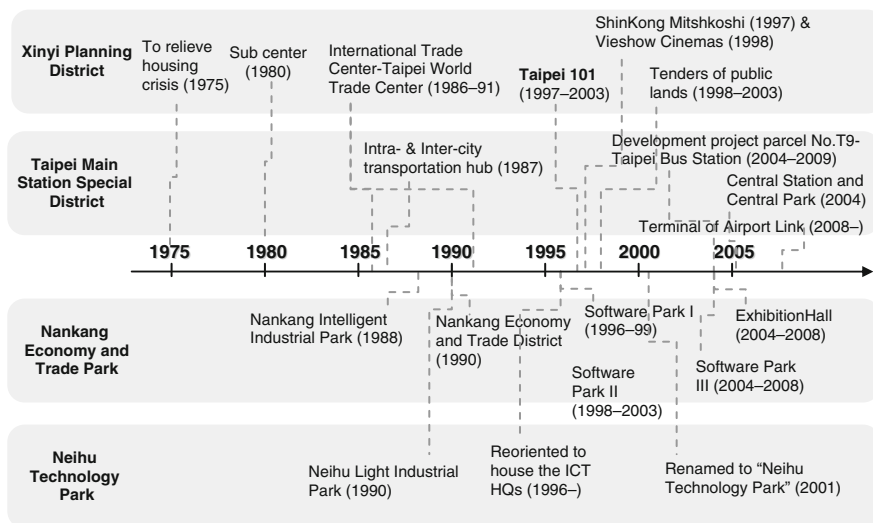 Xinyi Planning
District
To relieve
housing
crisis (1975)
Sub center
(1980)
International Trade
Center-Taipei World
Trade Center (1986–91)
Taipei 101
(1997–2003)
ShinKong Mitshkoshi (1997) &
Vieshow Cinemas (1998)
Tenders of public
lands (1998–2003)
Taipei Main
Station Special
District
Intra- & Inter-city
transportation hub (1987)
Development project parcel No.T9-
Taipei Bus Station (2004–2009)
Central Station and
Central Park (2004)
Terminal of Airport Link (2008–)
1975 1980 1985 1990 1995 2000 2005
Nankang
Economy and
Trade Park
Nankang Intelligent
Industrial Park (1988)
Nankang Economy
and Trade District
(1990)
Software Park I
(1996–99)
Software
Park II
(1998–2003)
Software Park
III (2004–2008)
ExhibitionHall
(2004–2008)
Neihu
Technology
Park
Neihu Light Industrial
Park (1990)
Reoriented to
house the ICT
HQs (1996–)
Renamed to “Neihu
Technology Park” (2001)